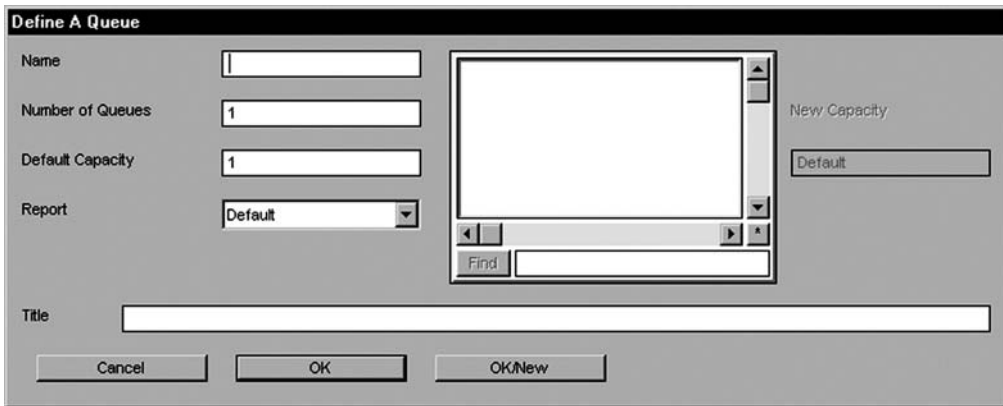 Define A Queue
Name
Number of Queues 1
New Capacity
Default Capacity 1
Default
Report Default
Find
Title
Cancel OK OK/New